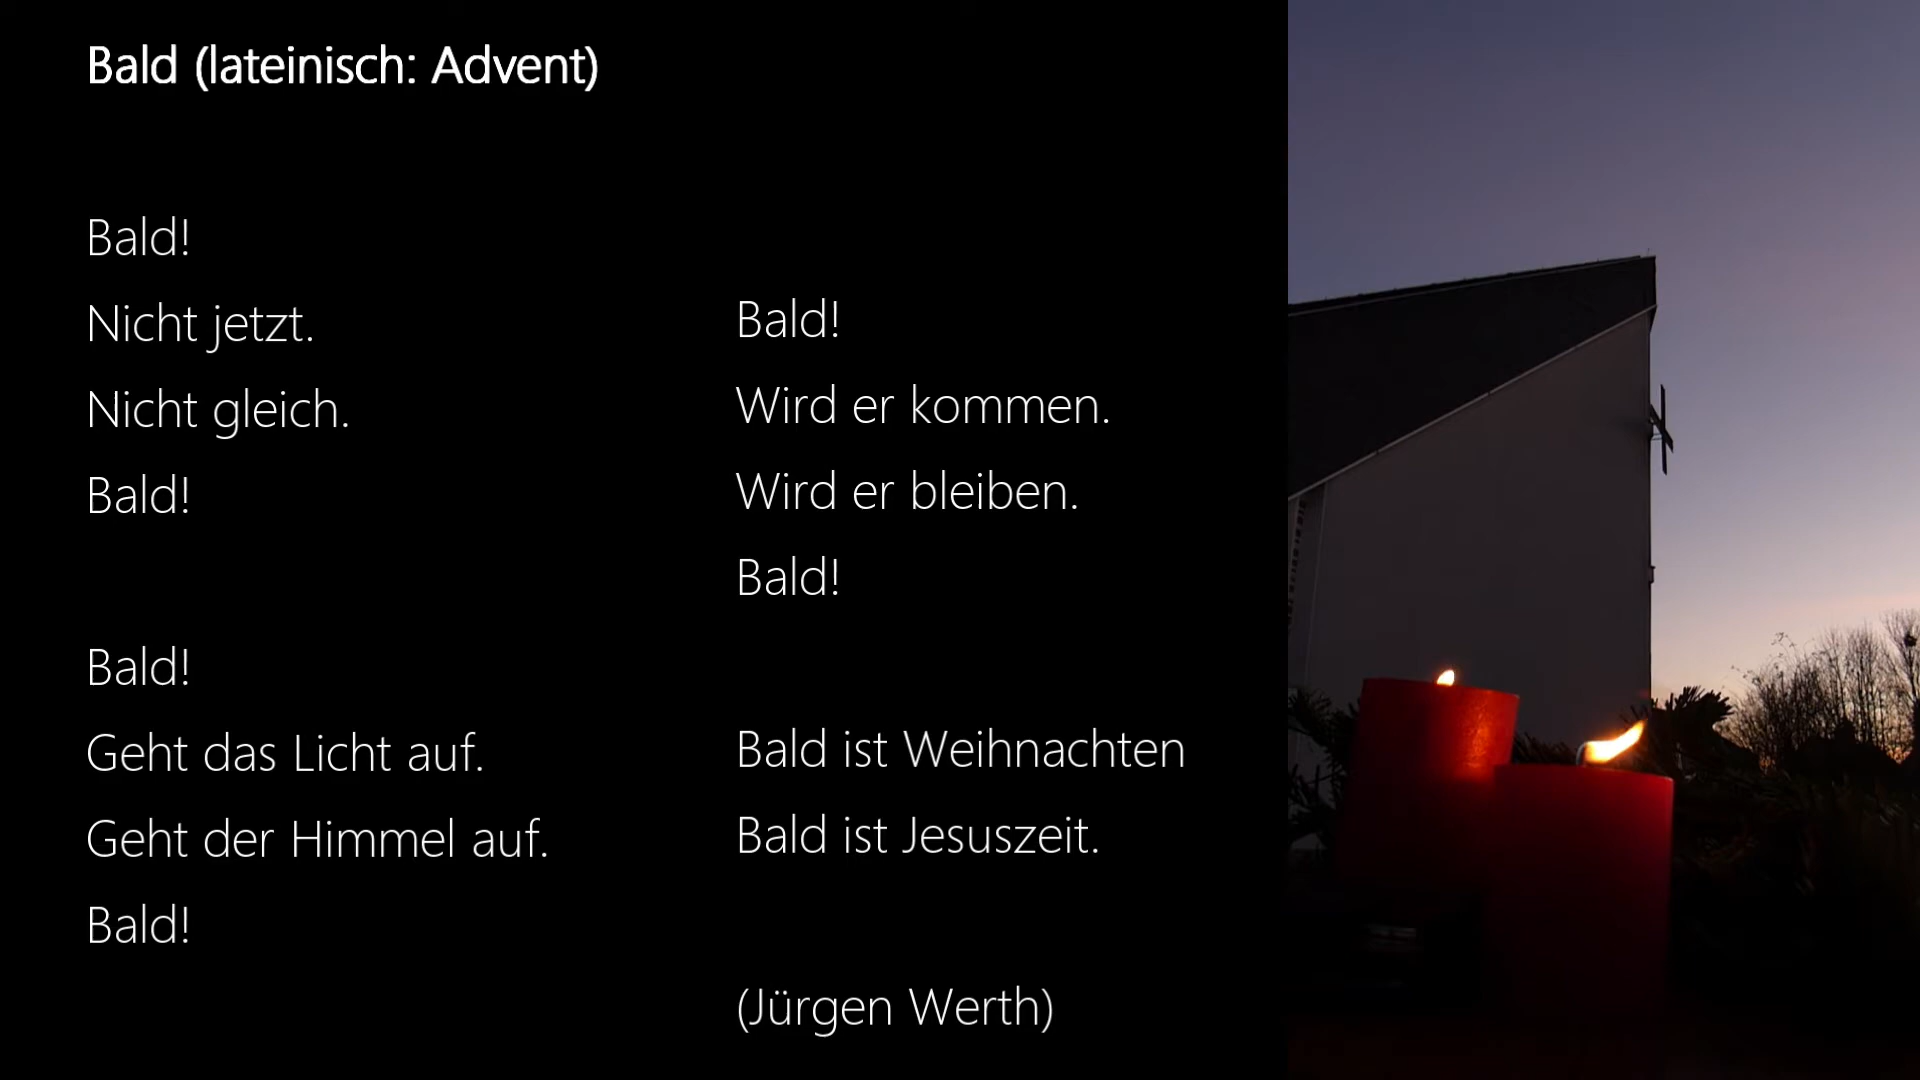 Bald (lateinisch: Advent)
Bald!
Nicht jetzt.
Nicht gleich.
Bald!
Bald!
Geht das Licht auf.
Geht der Himmel auf.
Bald!
Bald!
Wird er kommen.
Wird er bleiben.
Bald!
Bald ist Weihnachten
Bald ist Jesuszeit.
(Jürgen Werth)